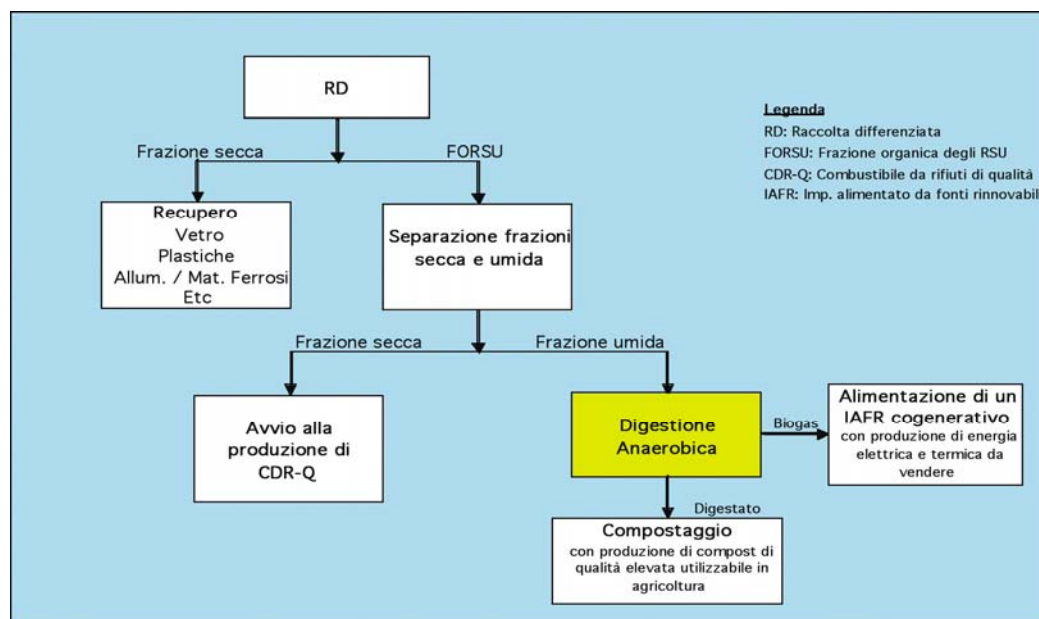 RD
Legenda
RD: Raccolta differenziata
FORSU: Frazione organica degli RSU
CDR-Q: Combustibile da rifiuti di qualità
IAFR: Imp. alimentato da fonti rinnovabil
Frazione secca
FORSU
Recupero
Vetro
Plastiche
Allum. / Mat. Ferrosi
Etc
Separazione frazioni
secca e umida
Frazione secca
Frazione umida
Avvio alla
produzione di
CDR-Q
Digestione
Anaerobica
Biogas
Alimentazione di un
IAFR cogenerativo
con produzione di energia
elettrica e termica da
vendere
Digestato
Compostaggio
con produzione di compost di
qualità elevata utilizzabile in
agricoltura